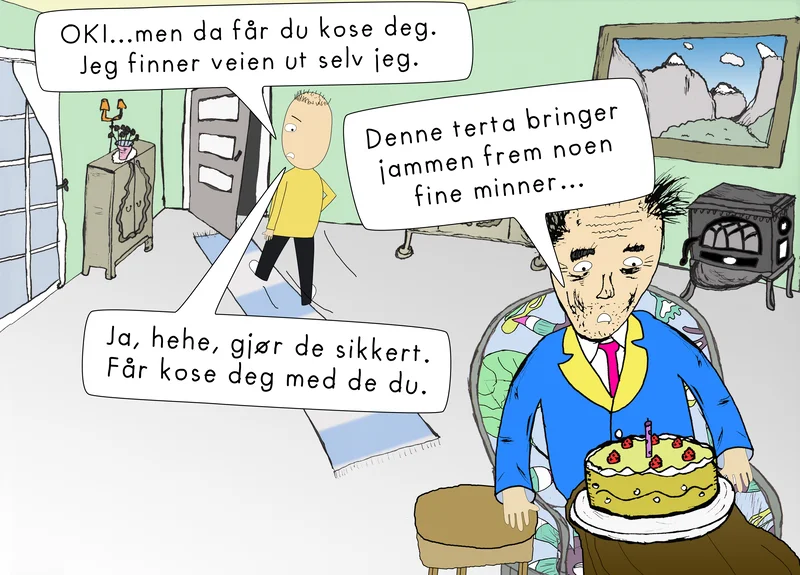 OKI...men da får du kose deg.
Jeg finner veien ut selv jeg.
Denne terta bringer
jammen frem noen
fine minner...
Ja, hehe, gjør de sikkert.
Får kose deg med de du.